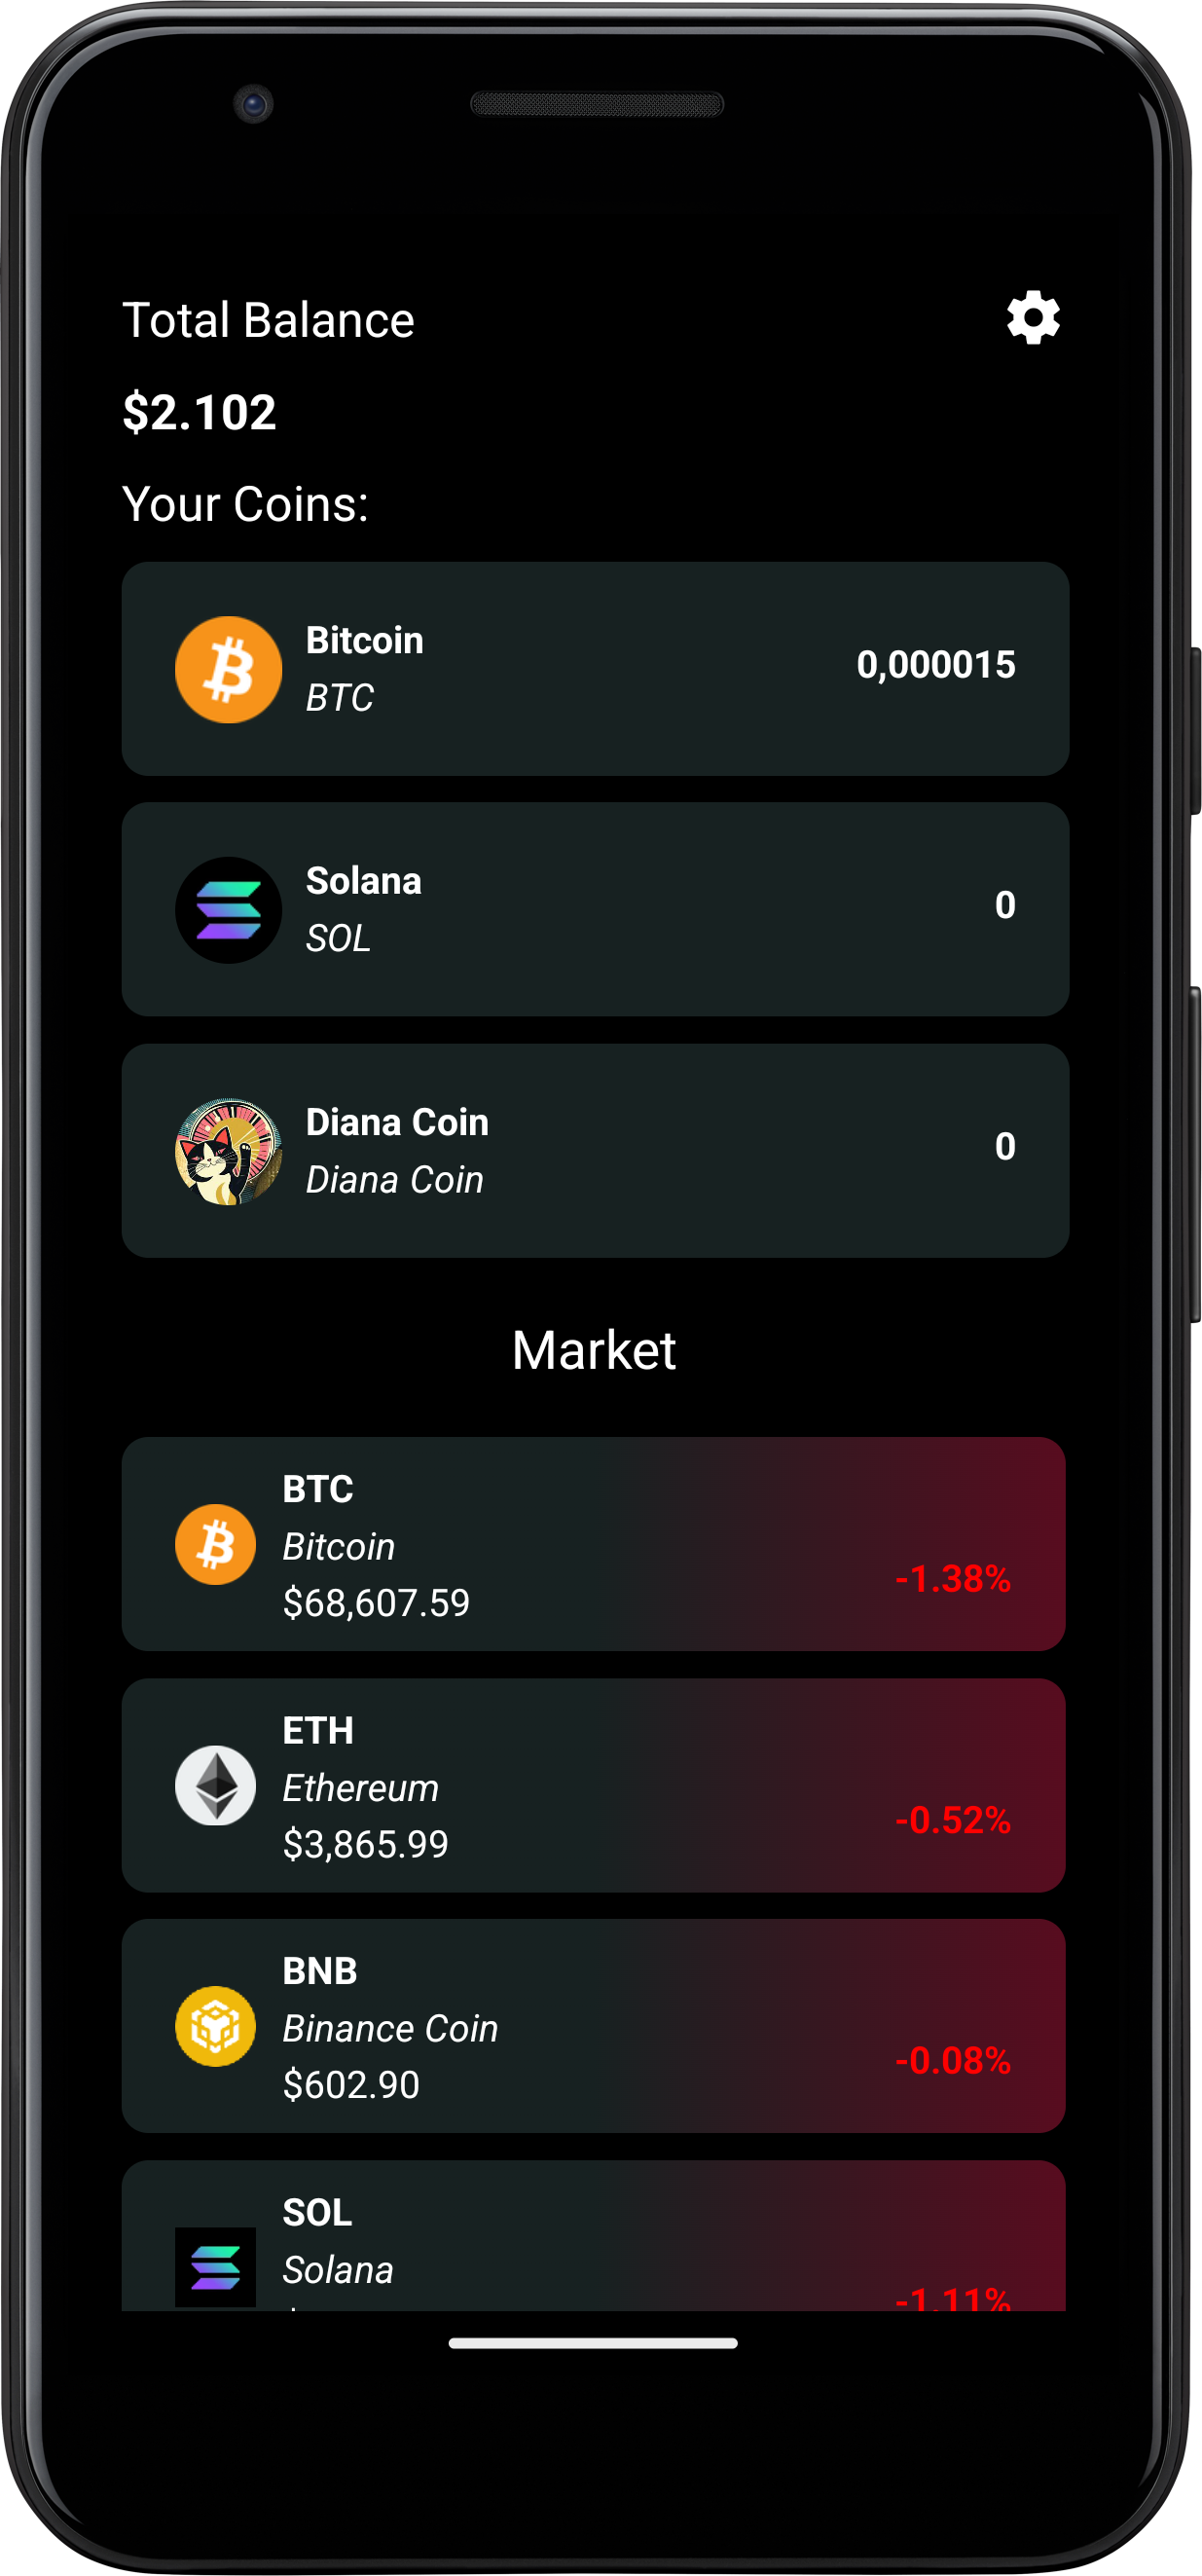 Total Balance
$2.102
Your Coins:
Bitcoin
BTC
0,000015
Solana
SOL
0
Diana Coin
Diana Coin
0
Market
BTC
Bitcoin
$68,607.59
-1.38%
ETH
Ethereum
$3,865.99
-0.52%
BNB
Binance Coin
$602.90
-0.08%
SOL
Solana
-1.11%